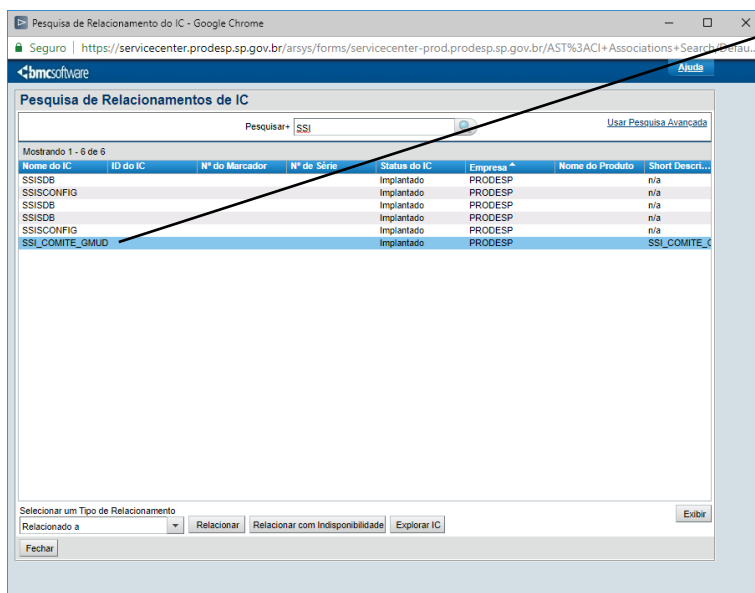 Pesquisa de Relacionamento do IC - Google Chrome
Seguro | https://servicecenter.prodesp.sp.gov.br/arsys/forms/servicecenter-prod.prodesp.sp.gov.br/AST%3ACI+Associations+Search/Defau...
bmcsoftware Ajuda
Pesquisa de Relacionamentos de IC
Pesquisar+ SSI Usar Pesquisa Avançada
Mostrando 1 - 6 de 6
Nome do IC ID do IC Nº do Marcador Nº de Série Status do IC Empresa Nome do Produto Short Descri...
SSISDB Implantado PRODESP n/a
SSISCONFIG Implantado PRODESP n/a
SSISDB Implantado PRODESP n/a
SSISDB Implantado PRODESP n/a
SSISCONFIG Implantado PRODESP n/a
SSI_COMITE_GMUD Implantado PRODESP SSI_COMITE_G
Selecionar um Tipo de Relacionamento
Relacionado a Relacionar Relacionar com Indisponibilidade Explorar IC Exibir
Fechar